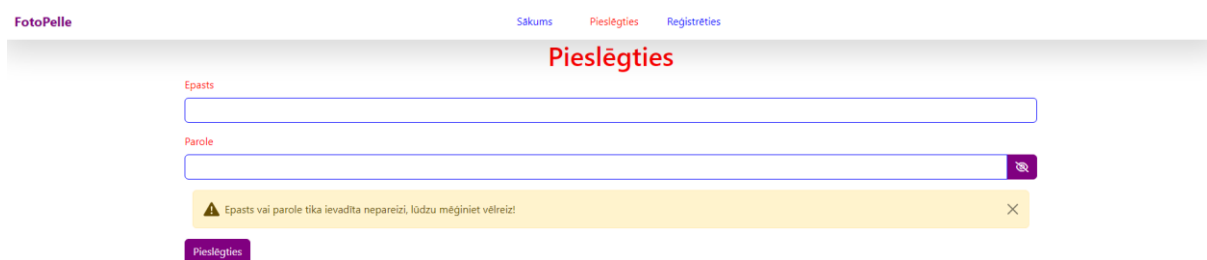 FotoPelle Sākums Pieslēgties Reģistrēties
Pieslēgties
Epasts
Parole
Epasts vai parole tika ievadīta nepareizi, lūdzu mēģiniet vēlreiz!
Pieslēgties